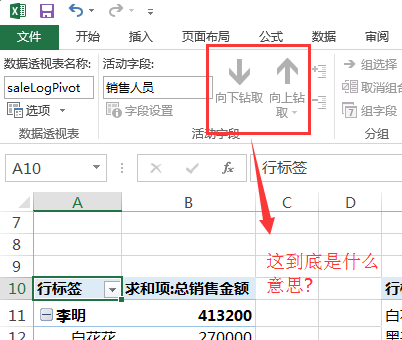 文件 开始 插入 页面布局 公式 数据 审阅
数据透视表名称: 活动字段:
saleLogPivot 销售人员 向下钻取 向上钻 组选择
取 取消组合
选项 字段设置 组字段
数据透视表 活动字段 分组
A10 fx 行标签
A B C D
7
8
9
10 行标签 求和项:总销售金额 行标
11 李明 413200
12 白花花 270000
这到底是什么
意思?